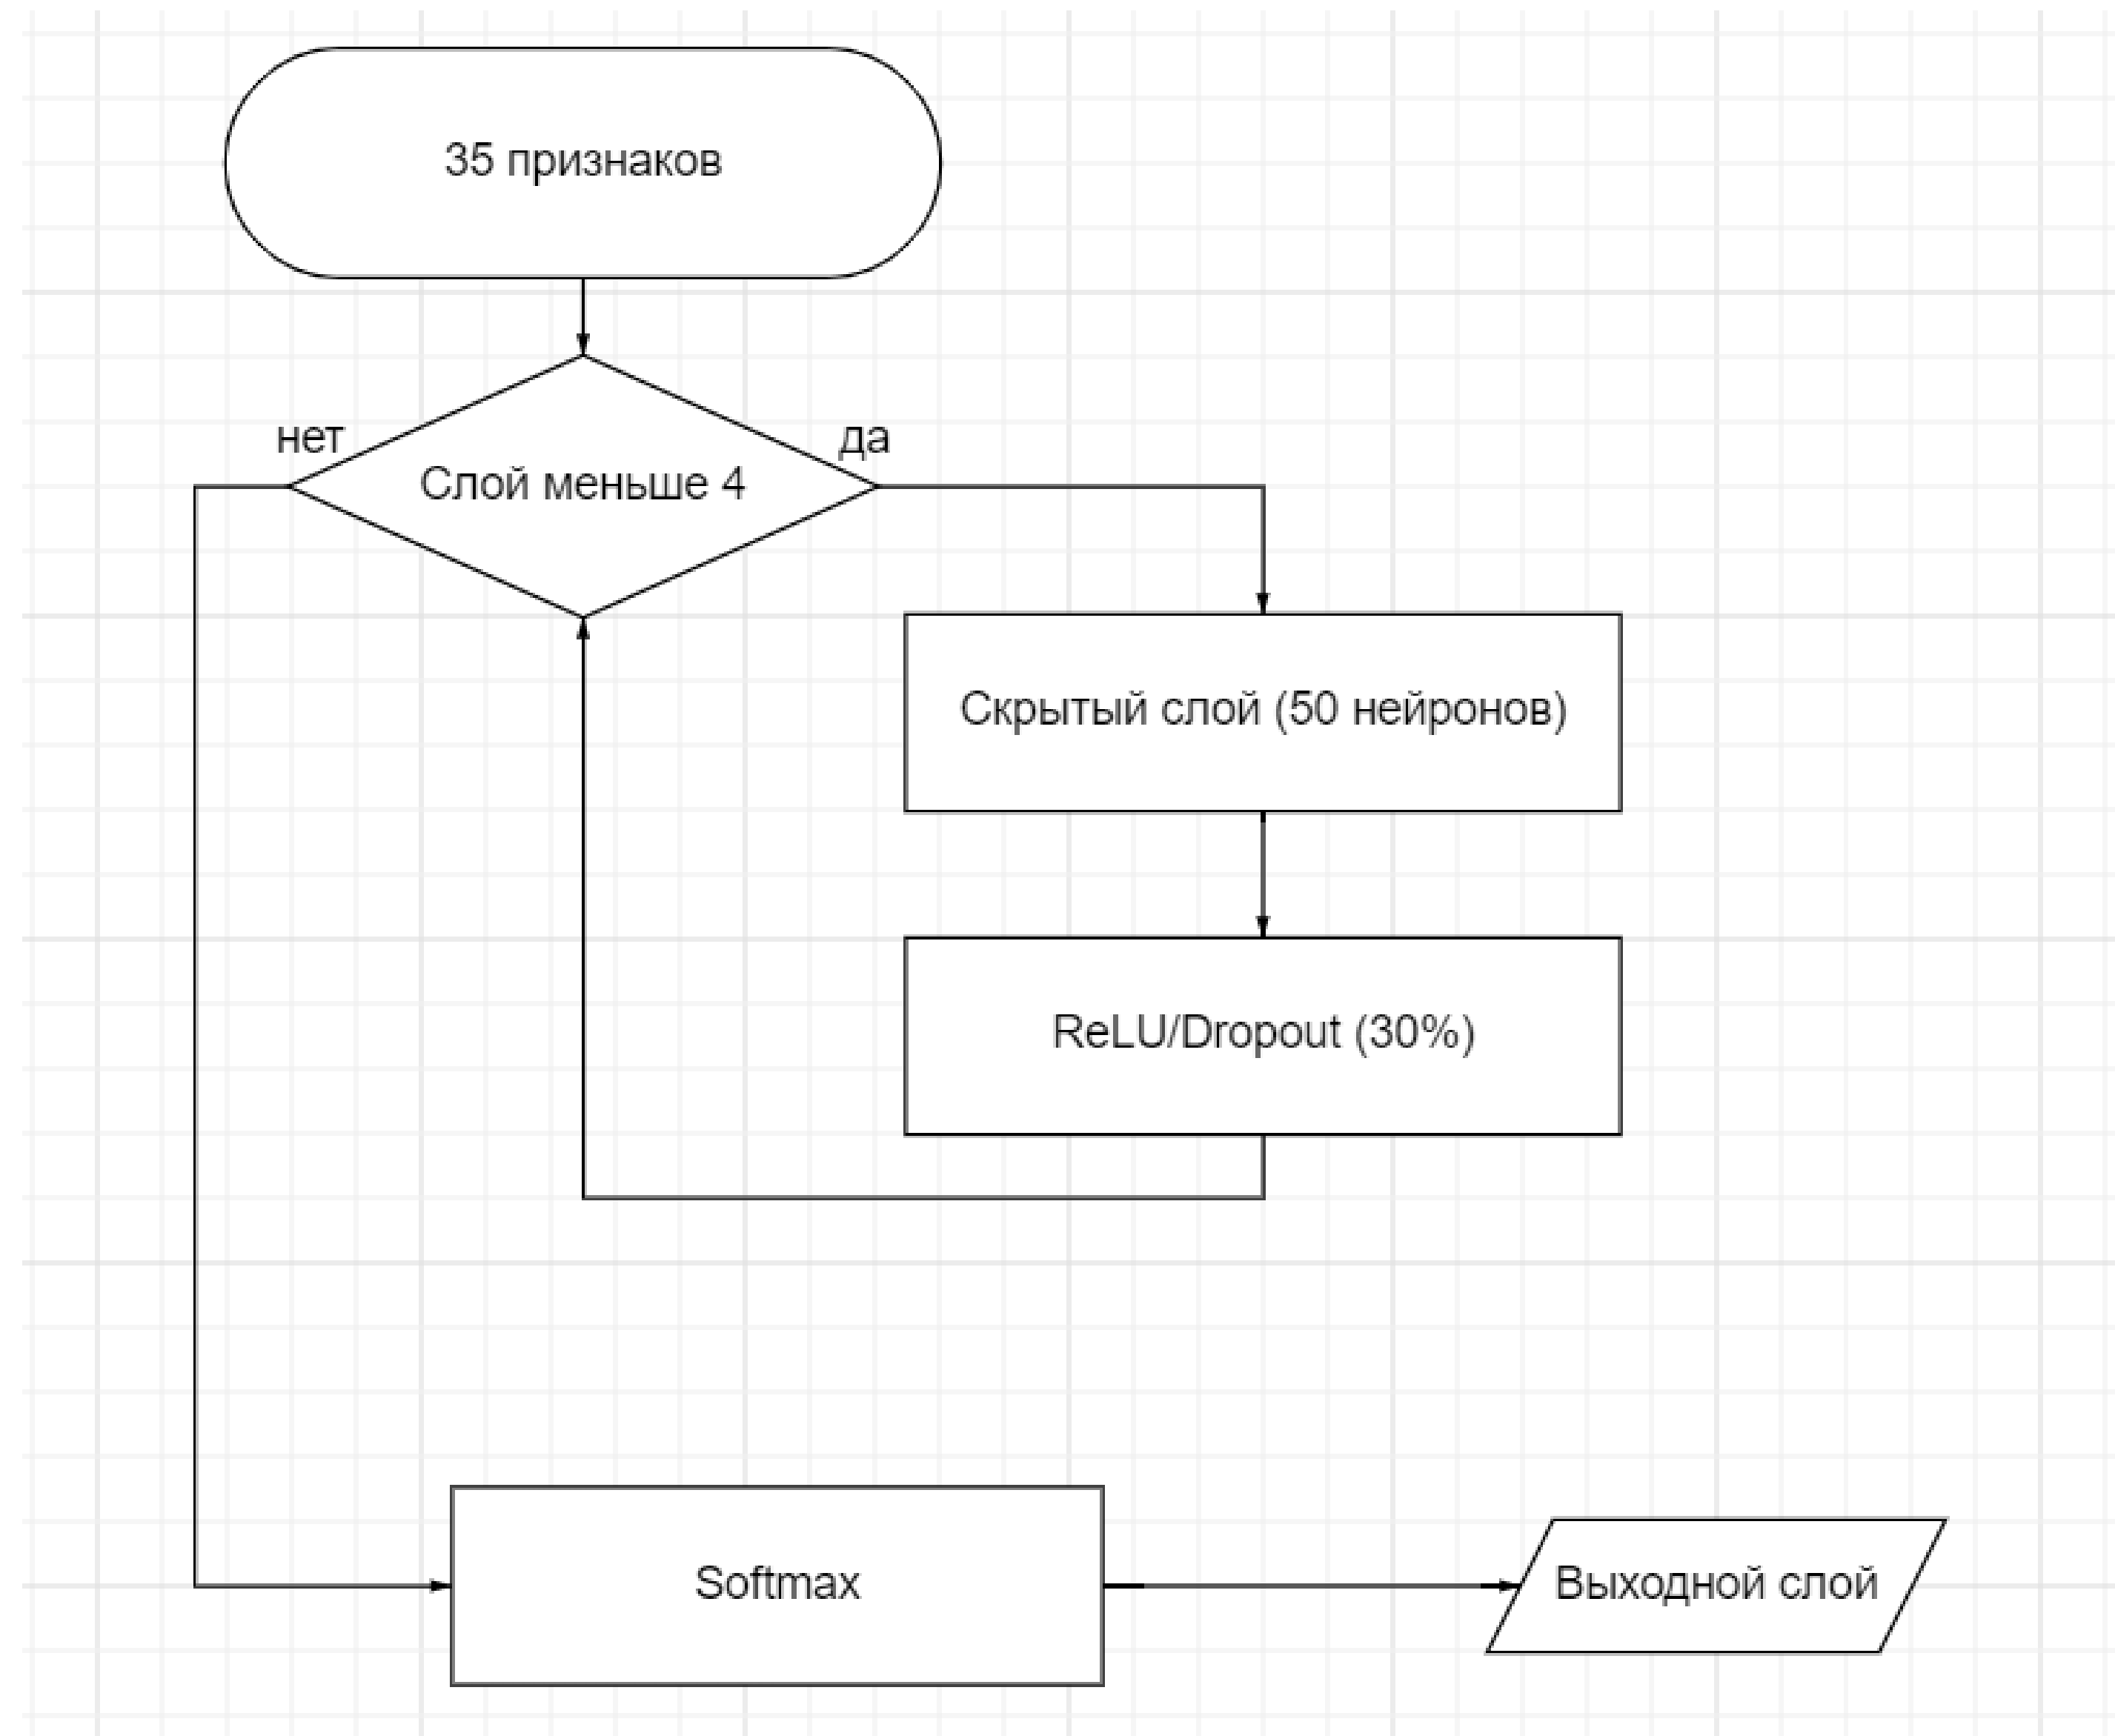 35 признаков
нет
да
Слой меньше 4
Скрытый слой (50 нейронов)
ReLU/Dropout (30%)
Softmax
Выходной слой